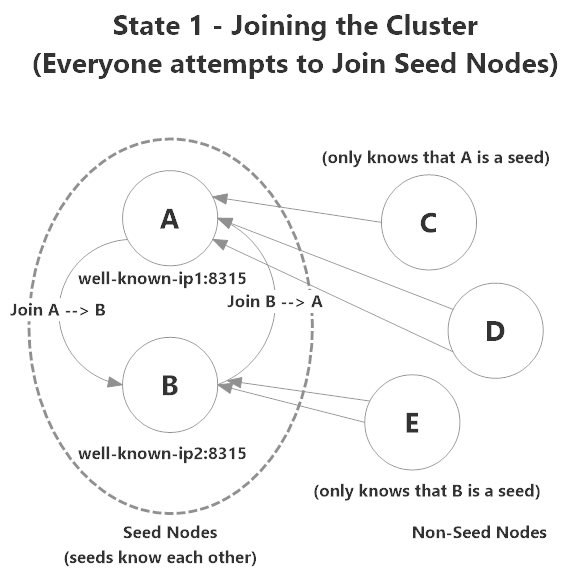 State 1 - Joining the Cluster
(Everyone attempts to Join Seed Nodes)
(only knows that A is a seed)
A
C
well-known-ip1:8315
Join A --> B
Join B --> A
D
B
E
well-known-ip2:8315
(only knows that B is a seed)
Seed Nodes
(seeds know each other)
Non-Seed Nodes